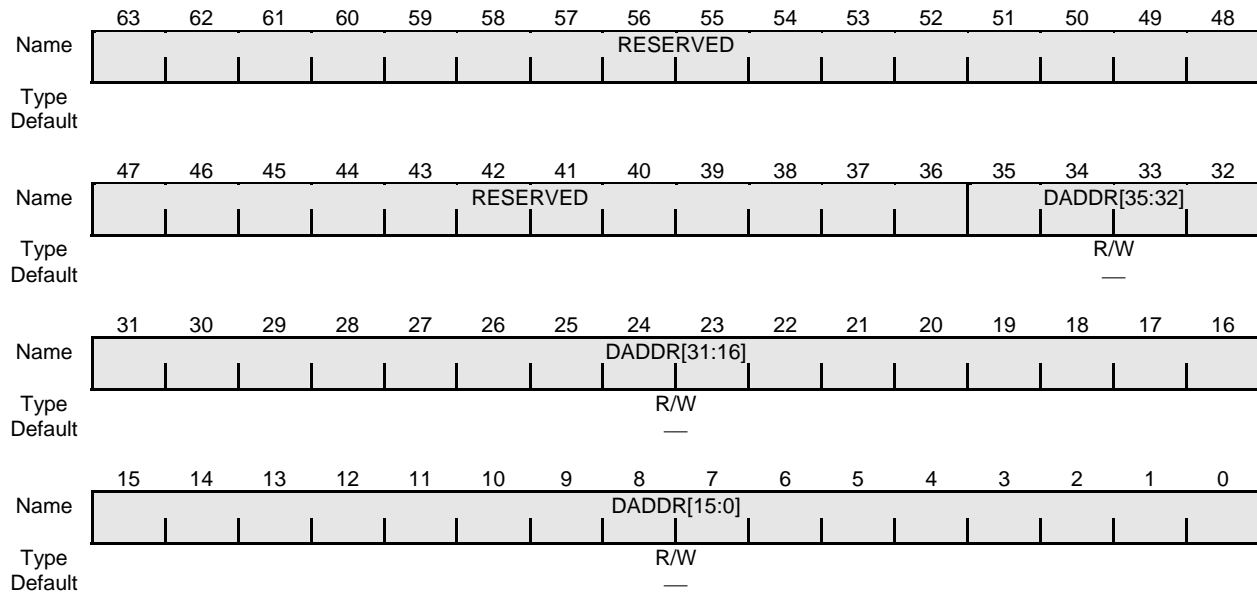 63 62 61 60 59 58 57 56 55 54 53 52 51 50 49 48
Name RESERVED
Type
Default
47 46 45 44 43 42 41 40 39 38 37 36 35 34 33 32
Name RESERVED DADDR[35:32]
Type R/W
Default —
31 30 29 28 27 26 25 24 23 22 21 20 19 18 17 16
Name DADDR[31:16]
Type R/W
Default —
15 14 13 12 11 10 9 8 7 6 5 4 3 2 1 0
Name DADDR[15:0]
Type R/W
Default —